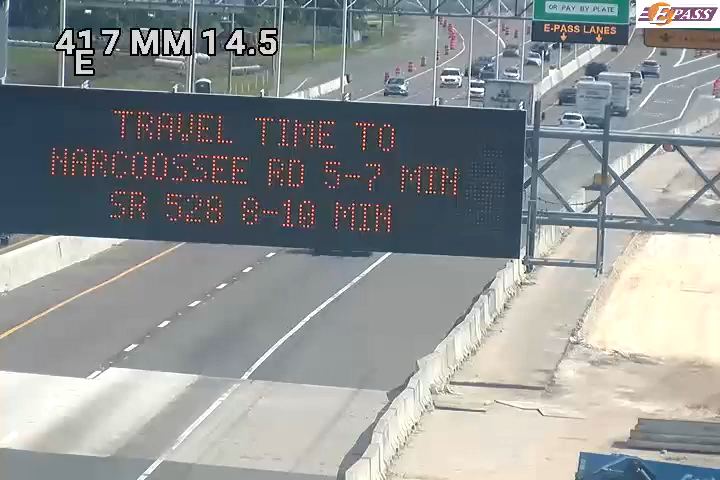 417 MM 14.5
E
E-PASS
OR PAY BY PLATE
E-PASS LANES
TRAVEL TIME TO
NARCOOSSEE RD 5-7 MIN
SR 528 8-10 MIN